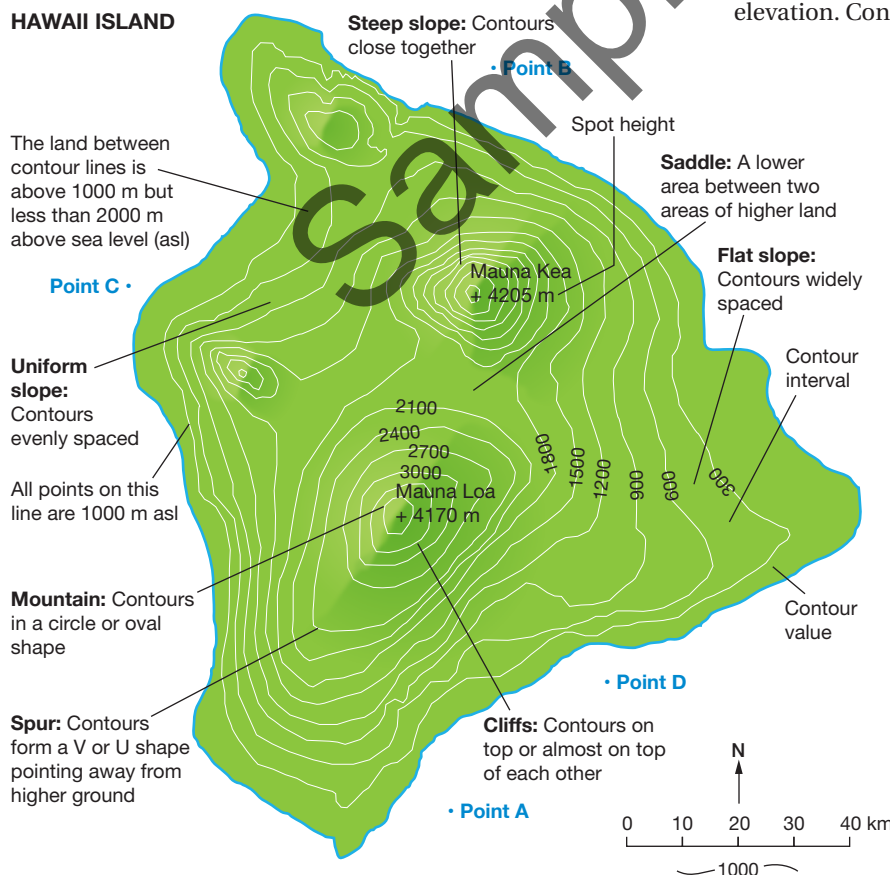 HAWAII ISLAND
Steep slope: Contours
close together
elevation. Con
• Point B
Spot height
The land between
contour lines is
above 1000 m but
less than 2000 m
above sea level (asl)
Saddle: A lower
area between two
areas of higher land
Sampl
Point C •
Mauna Kea
+ 4205 m
Flat slope:
Contours widely
spaced
Uniform
slope:
Contours
evenly spaced
Contour
interval
2100
2400
2700
3000
1800
1500
1200
900
600
300
All points on this
line are 1000 m asl
Mauna Loa
+ 4170 m
Mountain: Contours
in a circle or oval
shape
Contour
value
• Point D
Spur: Contours
form a V or U shape
pointing away from
higher ground
Cliffs: Contours on
top or almost on top
of each other
• Point A
N
0 10 20 30 40 km
1000